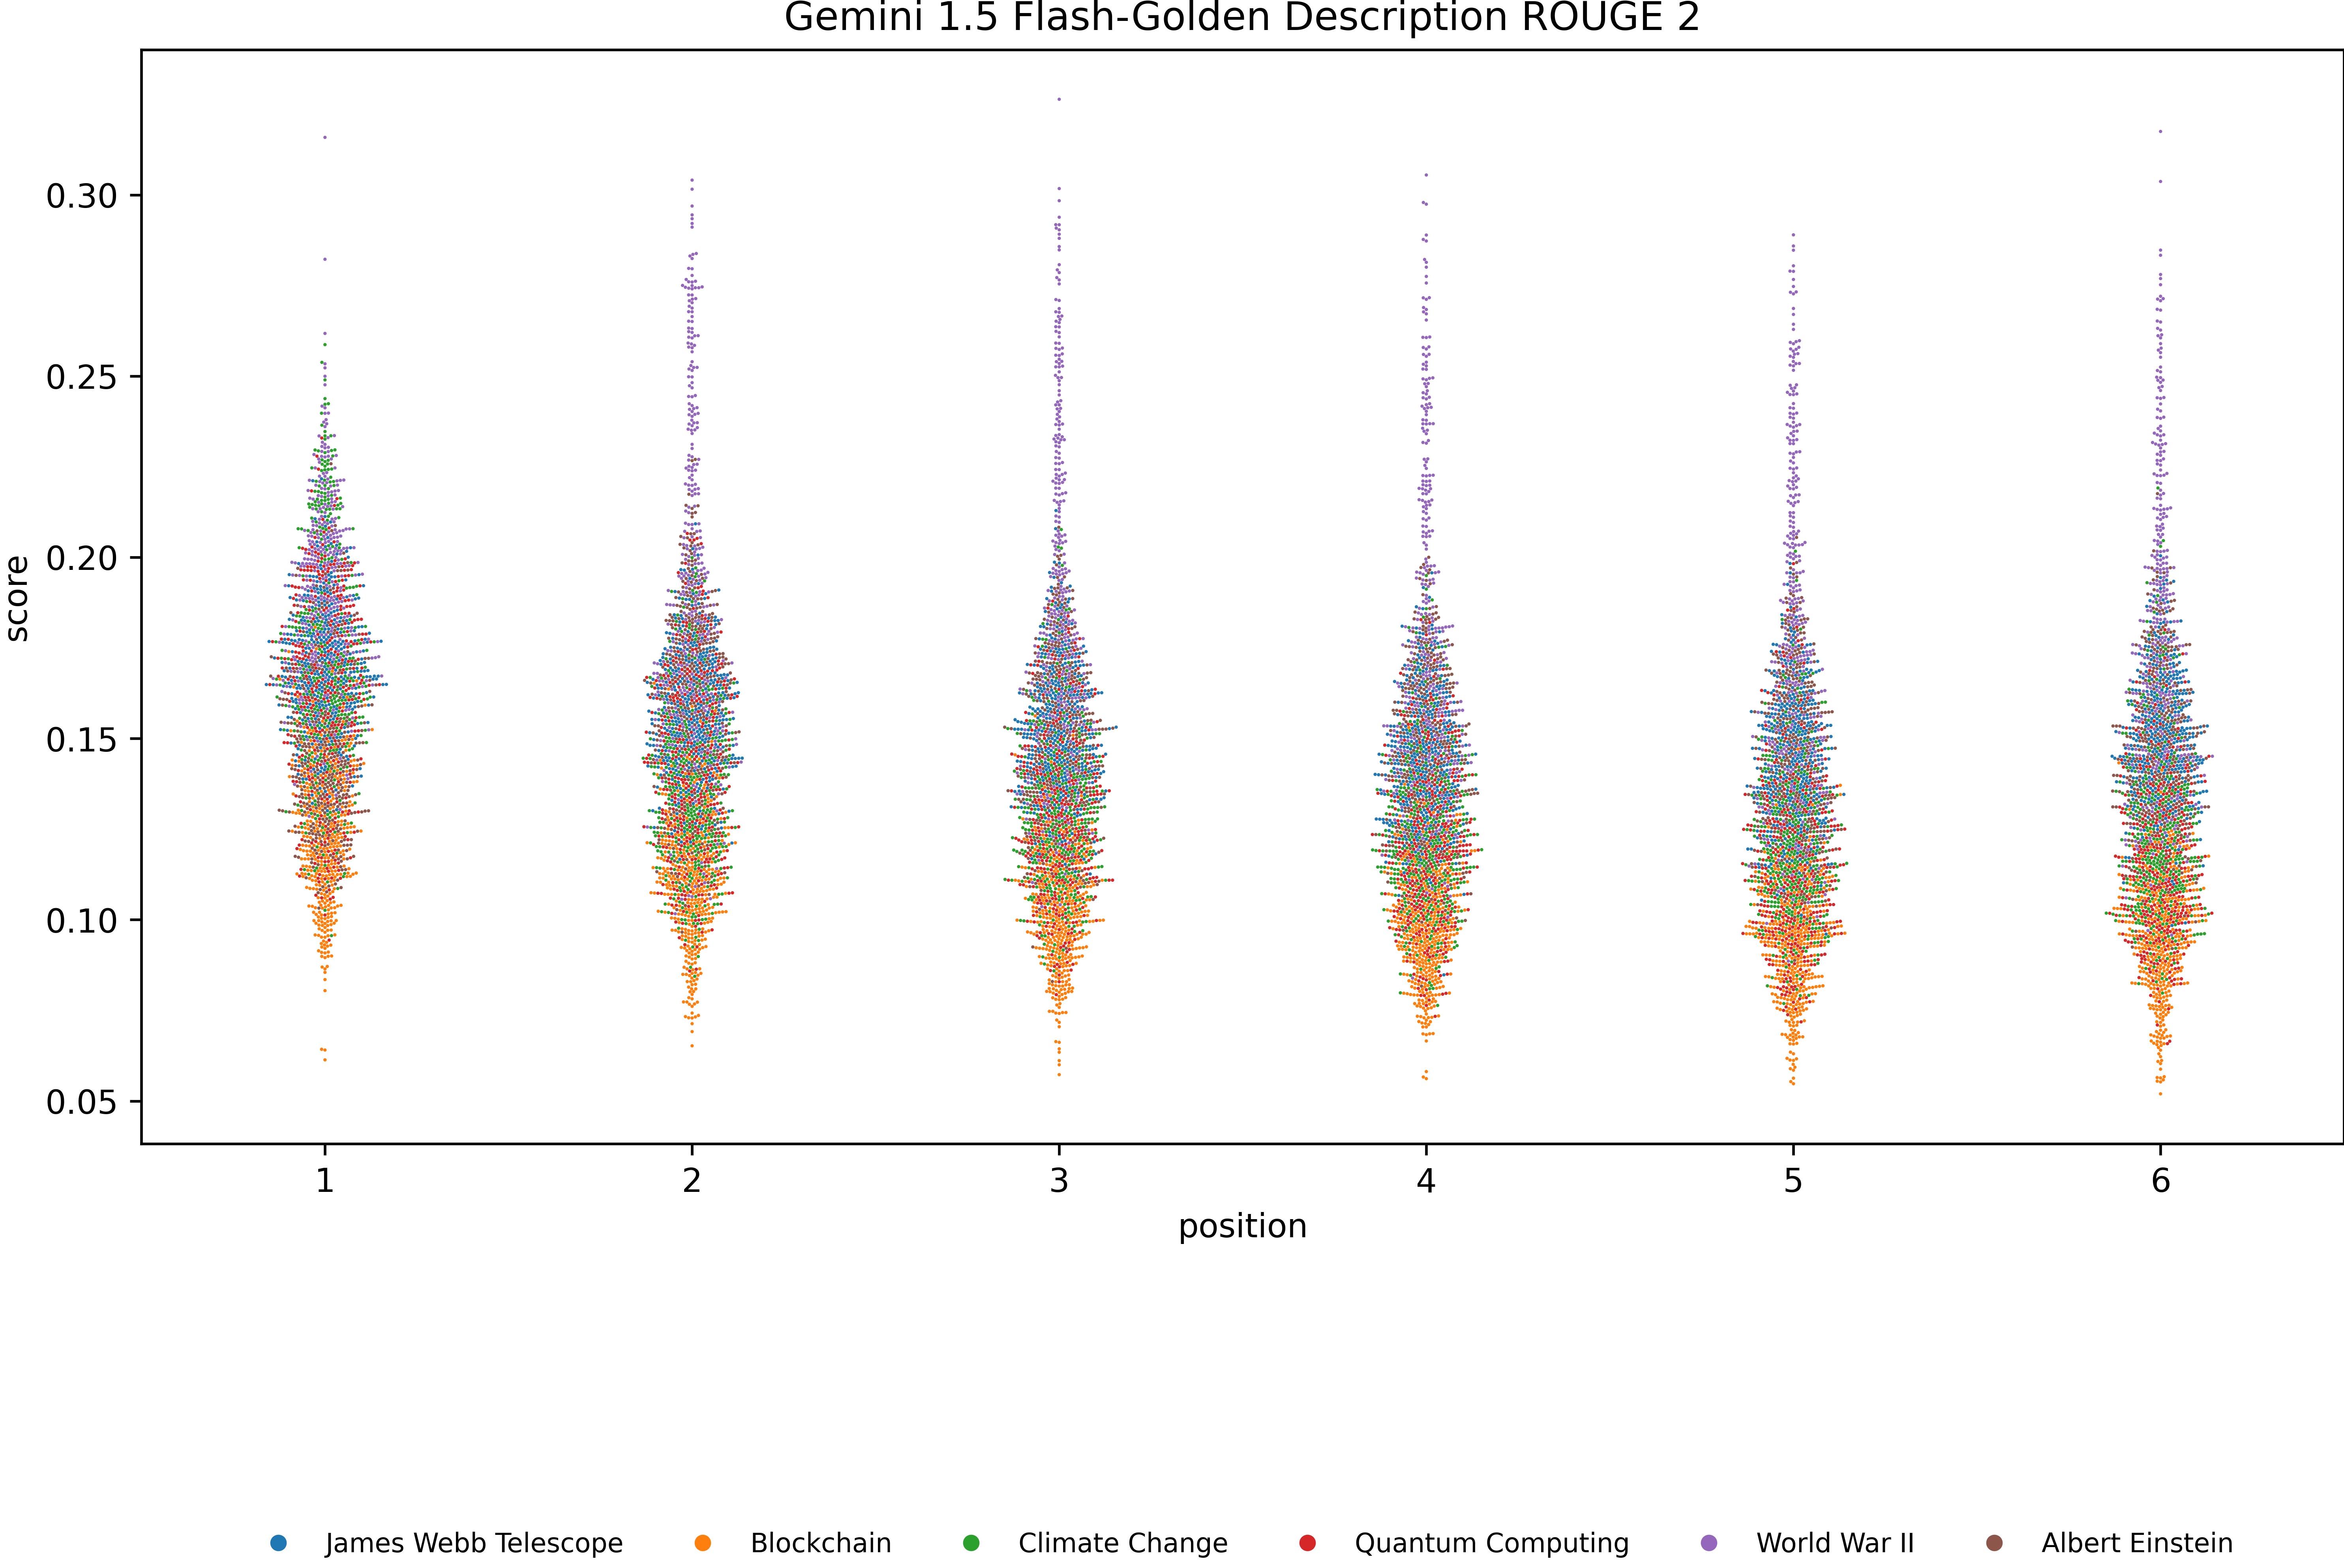 Gemini 1.5 Flash-Golden Description ROUGE 2
score
0.30
0.25
0.20
0.15
0.10
0.05
1 2 3 4 5 6
position
James Webb Telescope Blockchain Climate Change Quantum Computing World War II Albert Einstein